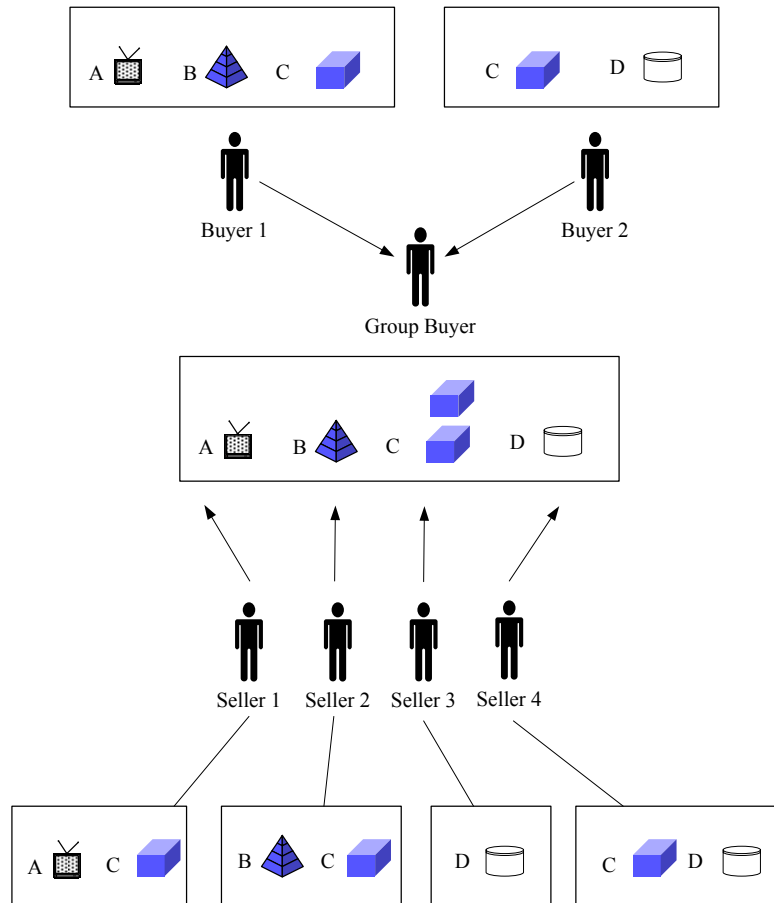 A B C C D
Buyer 1 Buyer 2
Group Buyer
A B C D
Seller 1 Seller 2 Seller 3 Seller 4
A C B C D C D